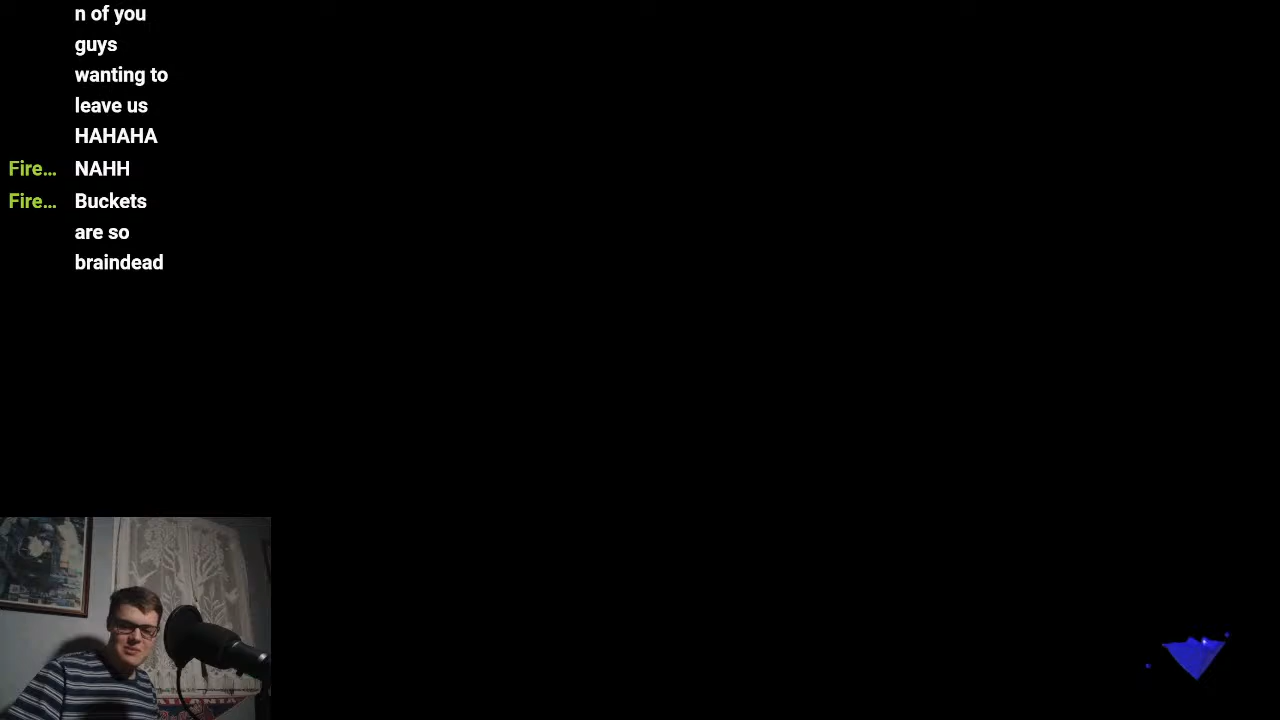 n of you
guys
wanting to
leave us
HAHAHA
Fire… NAHH
Fire… Buckets
are so
braindead